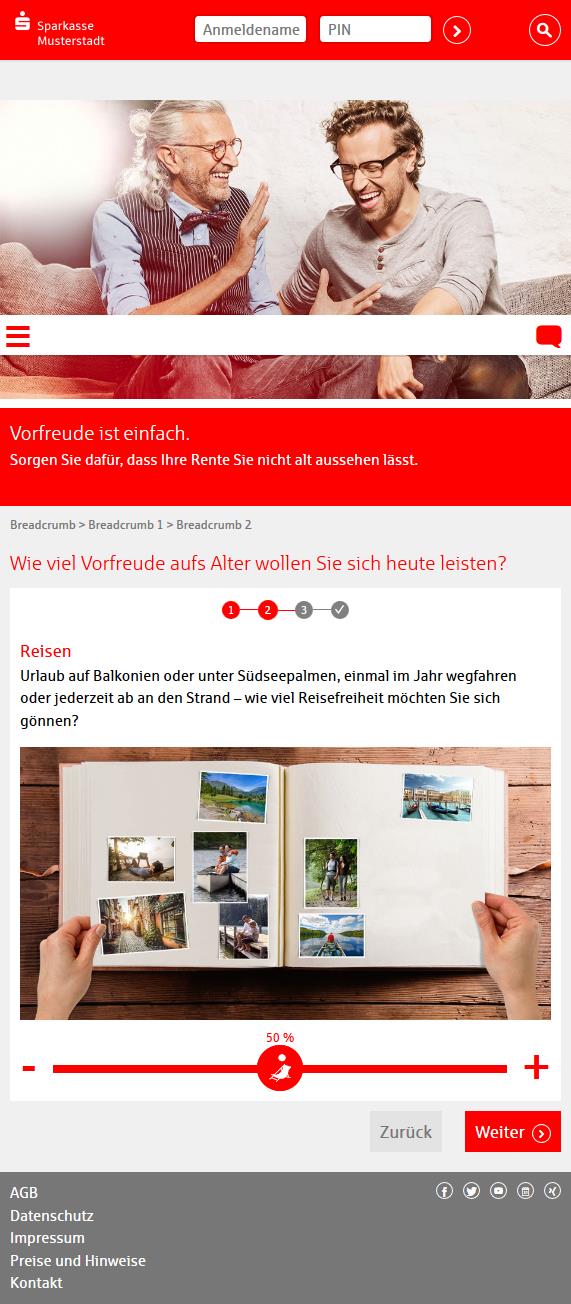 Sparkasse
Musterstadt
Anmeldename
PIN
Vorfreude ist einfach.
Sorgen Sie dafür, dass Ihre Rente Sie nicht alt aussehen lässt.
Breadcrumb > Breadcrumb 1 > Breadcrumb 2
Wie viel Vorfreude aufs Alter wollen Sie sich heute leisten?
1 2 3
Reisen
Urlaub auf Balkonien oder unter Südseepalmen, einmal im Jahr wegfahren
oder jederzeit ab an den Strand – wie viel Reisefreiheit möchten Sie sich
gönnen?
50 %
- +
Zurück
Weiter
AGB
Datenschutz
Impressum
Preise und Hinweise
Kontakt